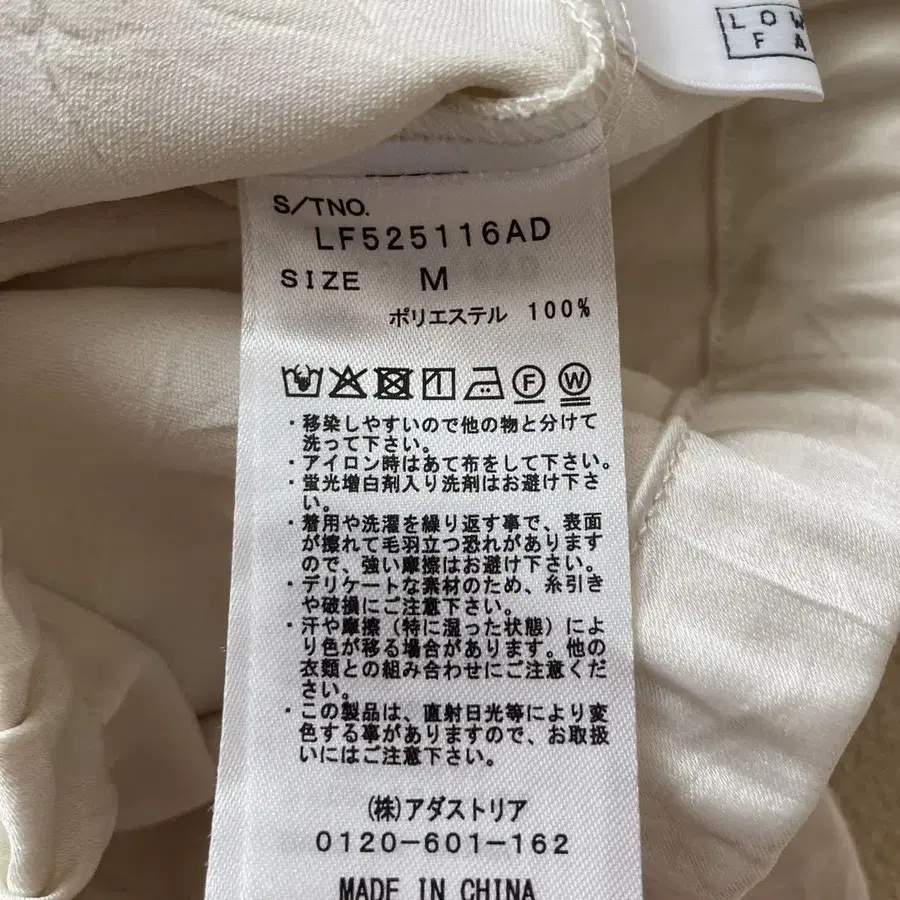 LOW
FA
S/TNO.
LF525116AD
SIZE M
ポリエステル 100%
F W
・移染しやすいので他の物と分けて
洗って下さい。
・アイロン時はあて布をして下さい。
・蛍光増白剤入り洗剤はお避け下さ
い。
・着用や洗濯を繰り返す事で、表面
が擦れて毛羽立つ恐れがあります
ので、強い摩擦はお避け下さい。
・デリケートな素材のため、糸引き
や破損にご注意下さい。
・汗や摩擦（特に湿った状態）によ
り色が移る場合があります。他の
衣類との組み合わせにご注意くだ
さい。
・この製品は、直射日光等により変
色する事がありますので、お取扱
いにはご注意下さい。
(株)アダストリア
0120-601-162
MADE IN CHINA